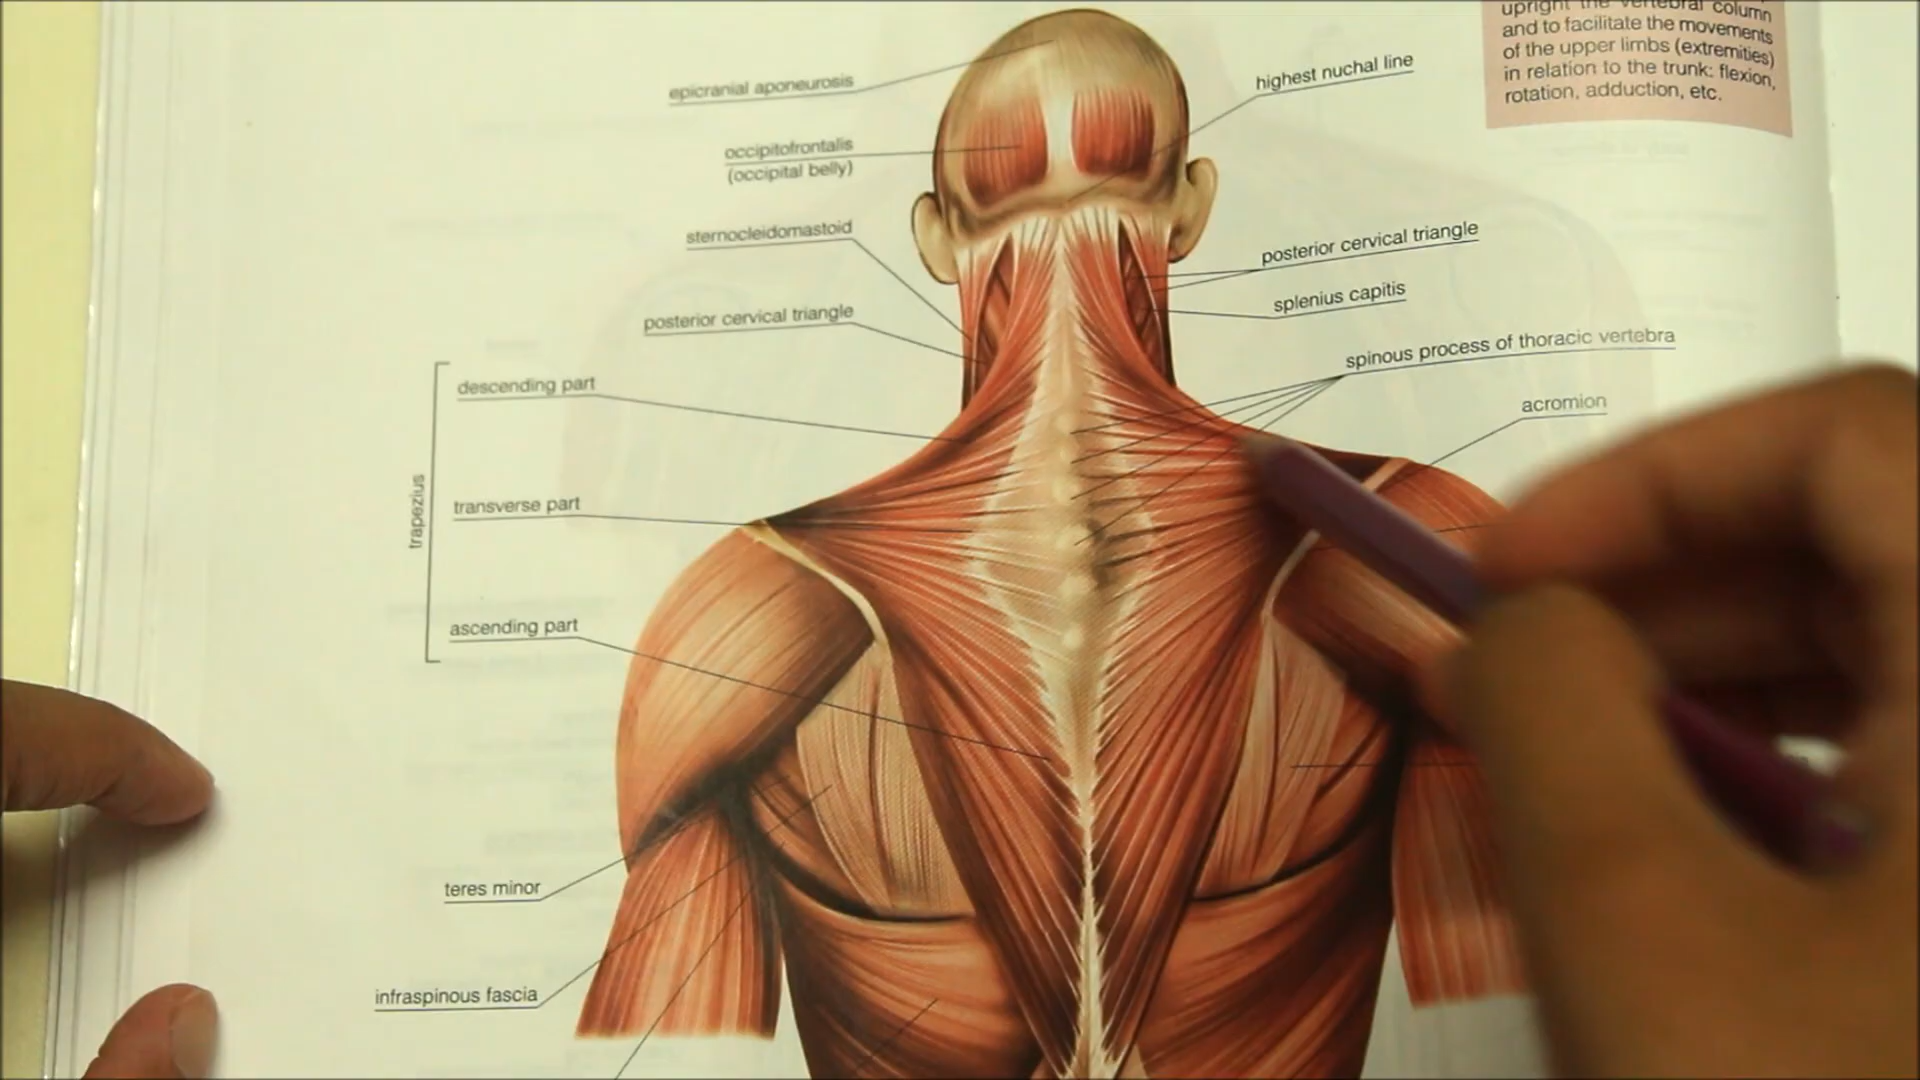 upright the vertebral column
and to facilitate the movements
of the upper limbs (extremities)
in relation to the trunk: flexion,
rotation, adduction, etc.
epicranial aponeurosis
highest nuchal line
occipitofrontalis
(occipital belly)
sternocleidomastoid
posterior cervical triangle
splenius capitis
posterior cervical triangle
spinous process of thoracic vertebra
descending part
acromion
trapezius
transverse part
ascending part
teres minor
infraspinous fascia